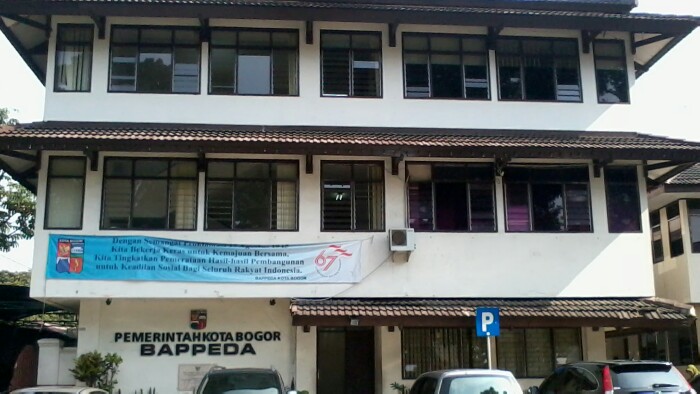 Dengan Semangat
Kita Bekerja Keras untuk Kemajuan Bersama,
Kita Tingkatkan Pemerataan Hasil-hasil Pembangunan
untuk Keadilan Sosial Bagi Seluruh Rakyat Indonesia.
BAPPEDA KOTA BOGOR
67
PEMERINTAH KOTA BOGOR
BAPPEDA
P